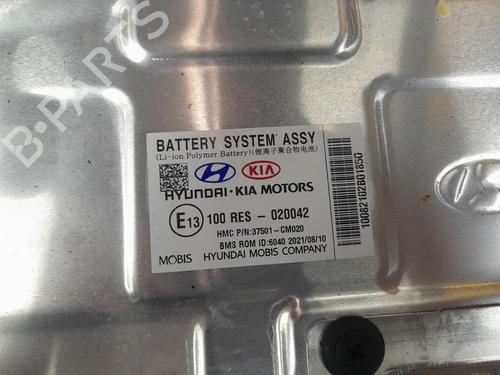 B-PARTS
BATTERY SYSTEM ASSY
(Li-ion Polymer Battery)(锂离子聚合物电池)
KIA
HYUNDAI · KIA MOTORS
E13 100 RES - 020042
HMC P/N:37501-CM020
BMS ROM ID:6040 2021/08/10
MOBIS HYUNDAI MOBIS COMPANY